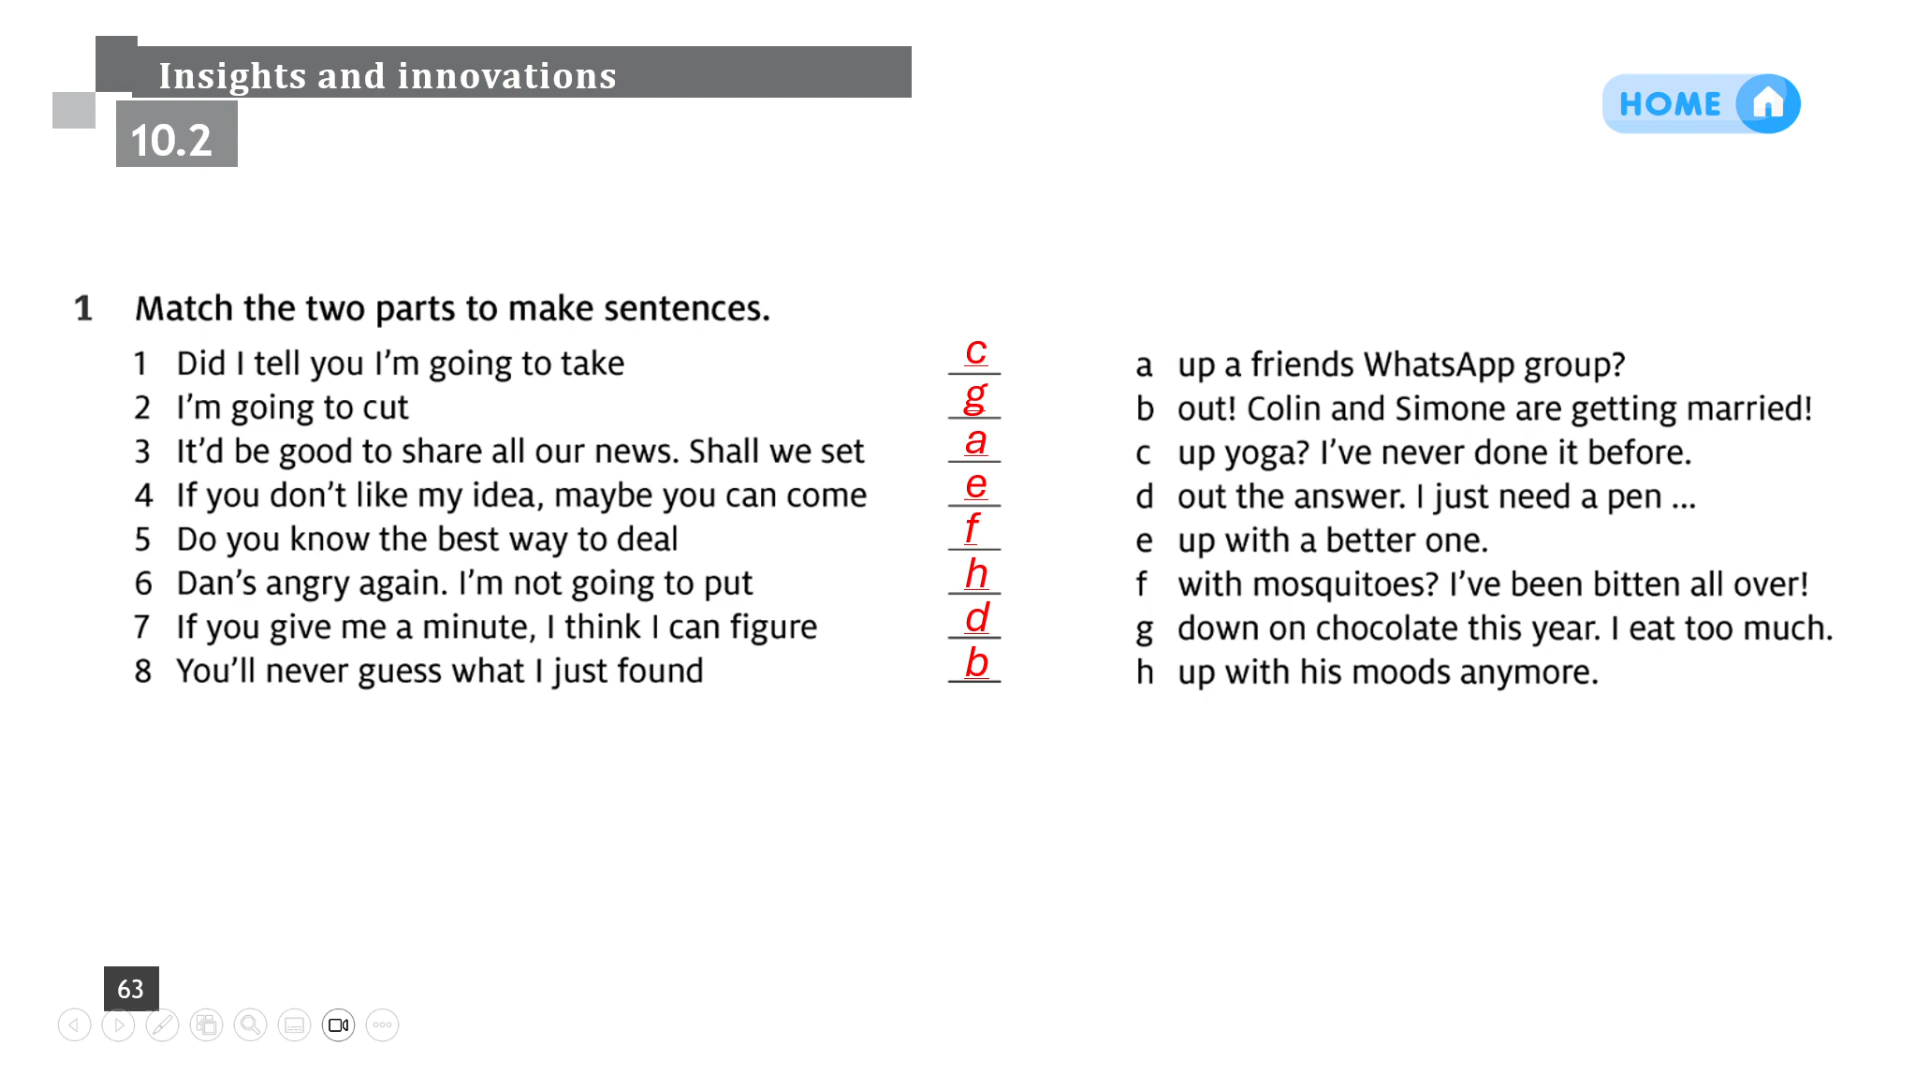 Insights and innovations
HOME
10.2
1 Match the two parts to make sentences.
1 Did I tell you I’m going to take c
2 I’m going to cut g
3 It’d be good to share all our news. Shall we set a
4 If you don’t like my idea, maybe you can come e
5 Do you know the best way to deal f
6 Dan’s angry again. I’m not going to put h
7 If you give me a minute, I think I can figure d
8 You’ll never guess what I just found b
a up a friends WhatsApp group?
b out! Colin and Simone are getting married!
c up yoga? I’ve never done it before.
d out the answer. I just need a pen ...
e up with a better one.
f with mosquitoes? I’ve been bitten all over!
g down on chocolate this year. I eat too much.
h up with his moods anymore.
63